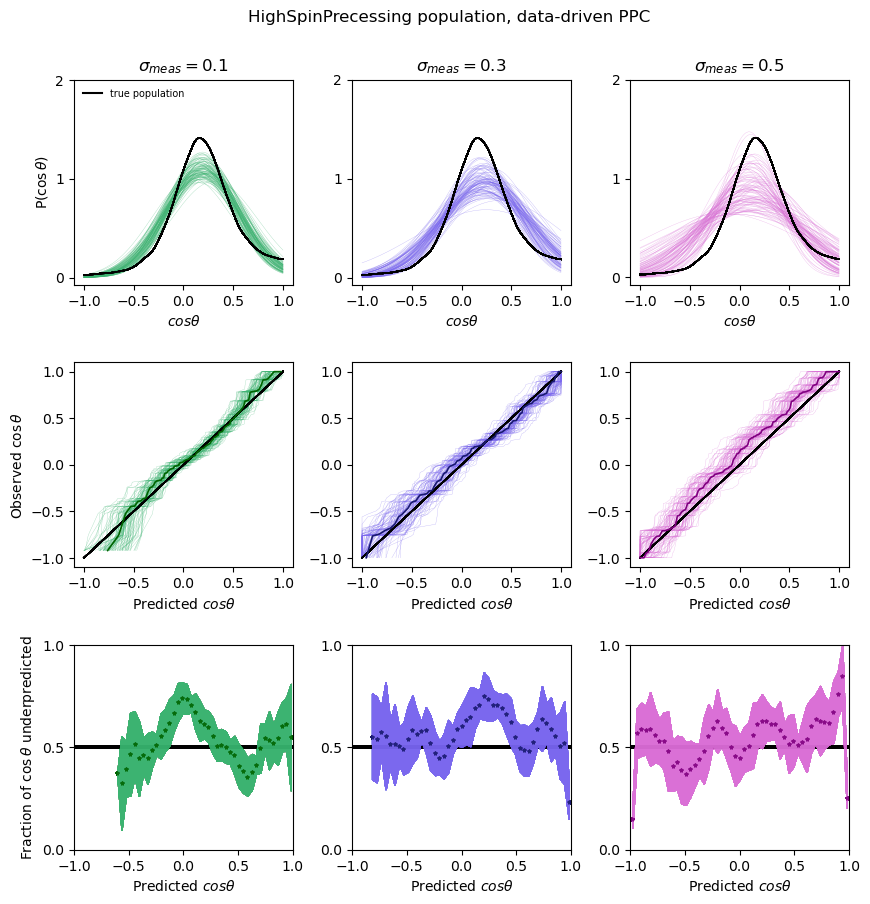 HighSpinPrecessing population, data-driven PPC
σ_meas = 0.1
σ_meas = 0.3
σ_meas = 0.5
true population
P(cos θ)
2
1
0
−1.0 −0.5 0.0 0.5 1.0
cosθ
2
1
0
−1.0 −0.5 0.0 0.5 1.0
cosθ
2
1
0
−1.0 −0.5 0.0 0.5 1.0
cosθ
Observed cos θ
1.0
0.5
0.0
−0.5
−1.0
−1.0 −0.5 0.0 0.5 1.0
Predicted cosθ
1.0
0.5
0.0
−0.5
−1.0
−1.0 −0.5 0.0 0.5 1.0
Predicted cosθ
1.0
0.5
0.0
−0.5
−1.0
−1.0 −0.5 0.0 0.5 1.0
Predicted cosθ
Fraction of cos θ underpredicted
1.0
0.5
0.0
−1.0 −0.5 0.0 0.5 1.0
Predicted cosθ
1.0
0.5
0.0
−1.0 −0.5 0.0 0.5 1.0
Predicted cosθ
1.0
0.5
0.0
−1.0 −0.5 0.0 0.5 1.0
Predicted cosθ